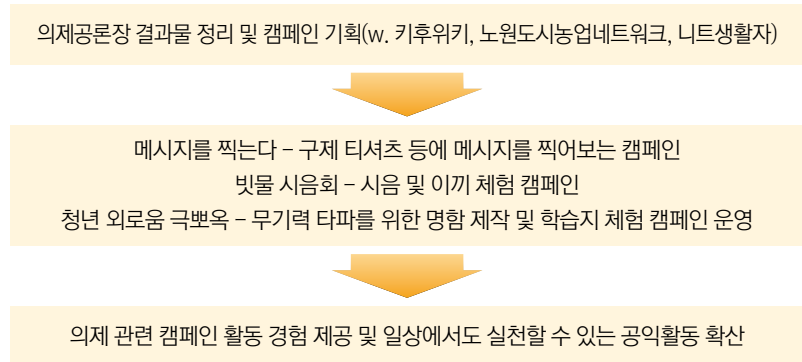 의제공론장 결과물 정리 및 캠페인 기획(w. 키후위키, 노원도시농업네트워크, 니트생활자)
메시지를 찍는다 – 구제 티셔츠 등에 메시지를 찍어보는 캠페인
빗물 시음회 – 시음 및 이끼 체험 캠페인
청년 외로움 극뽀옥 – 무기력 타파를 위한 명함 제작 및 학습지 체험 캠페인 운영
의제 관련 캠페인 활동 경험 제공 및 일상에서도 실천할 수 있는 공익활동 확산